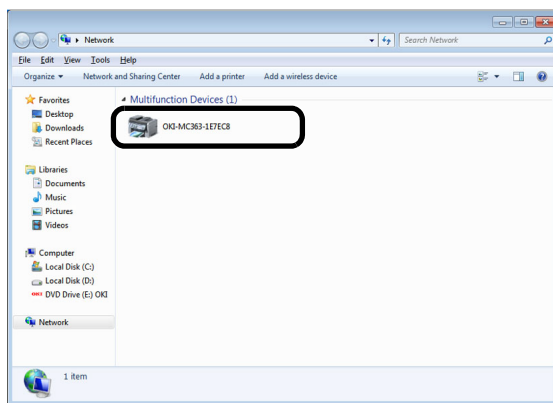 Network
Search Network
File Edit View Tools Help
Organize Network and Sharing Center Add a printer Add a wireless device
Favorites
Desktop
Downloads
Recent Places
Libraries
Documents
Music
Pictures
Videos
Computer
Local Disk (C:)
Local Disk (D:)
OKI DVD Drive (E:) OKI
Network
Multifunction Devices (1)
OKI-MC363-1E7EC8
1 item